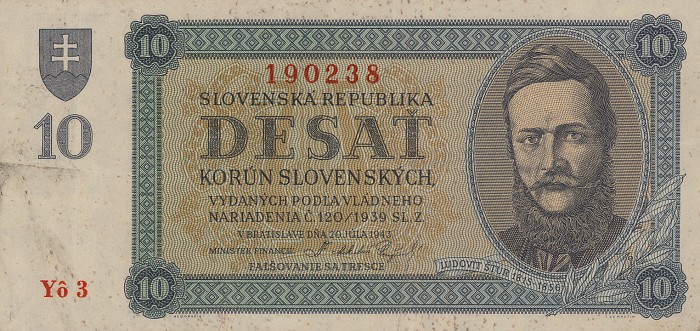 10
10
190238
SLOVENSKÁ REPUBLIKA
10
DESAŤ
KORÚN SLOVENSKÝCH,
VYDANÝCH PODĽA VLÁDNEHO
NARIADENIA Č. 120/1939 SL. Z.
V BRATISLAVE DŇA 20. JÚLA 1943
MINISTER FINANCIÍ:
FALŠOVANIE SA TRESCE
ĽUDOVÍT ŠTÚR 1815-1856
Yô 3
10
10